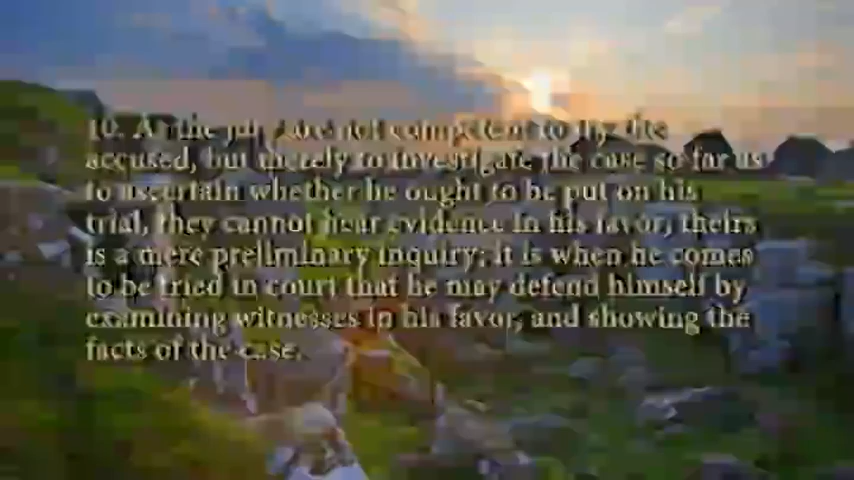 10. As the jury are not competent to try the
accused, but merely to investigate the case so far as
to ascertain whether he ought to be put on his
trial, they cannot hear evidence in his favor; theirs
is a mere preliminary inquiry; it is when he comes
to be tried in court that he may defend himself by
examining witnesses in his favor, and showing the
facts of the case.